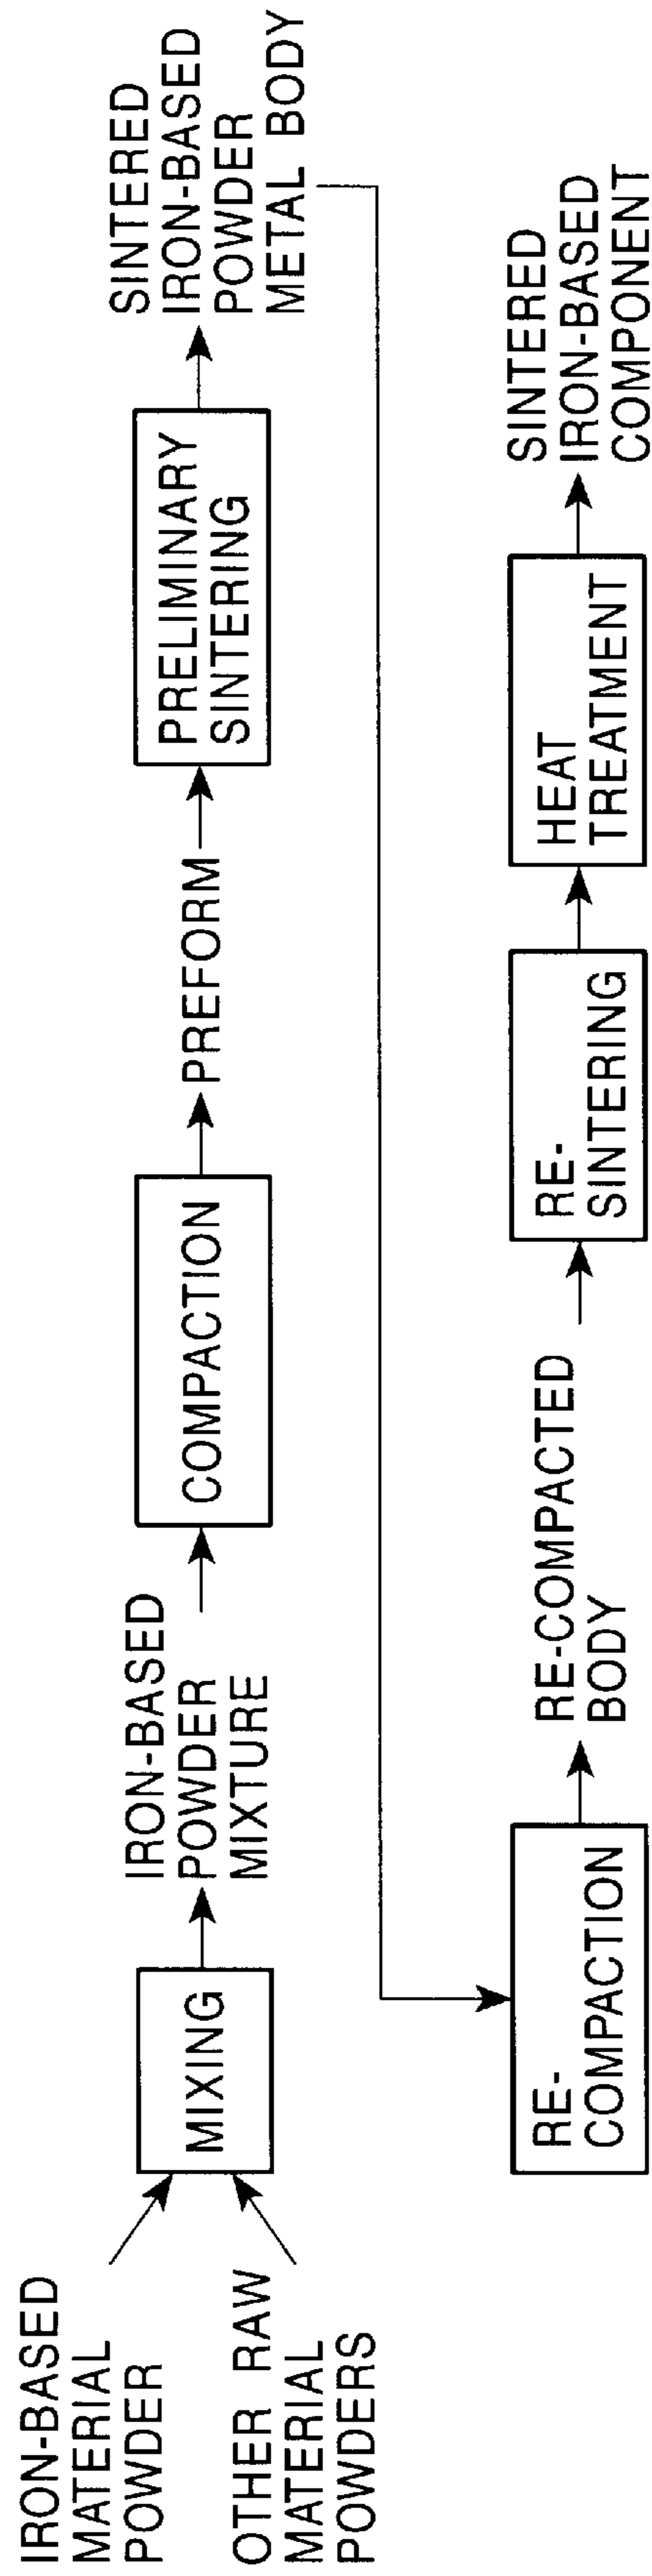 IRON-BASED
MATERIAL
POWDER
OTHER RAW
MATERIAL
POWDERS
MIXING
IRON-BASED
POWDER
MIXTURE
COMPACTION
PREFORM
PRELIMINARY
SINTERING
SINTERED
IRON-BASED
POWDER
METAL BODY
RE-
COMPACTION
RE-COMPACTED
BODY
RE-
SINTERING
HEAT
TREATMENT
SINTERED
IRON-BASED
COMPONENT